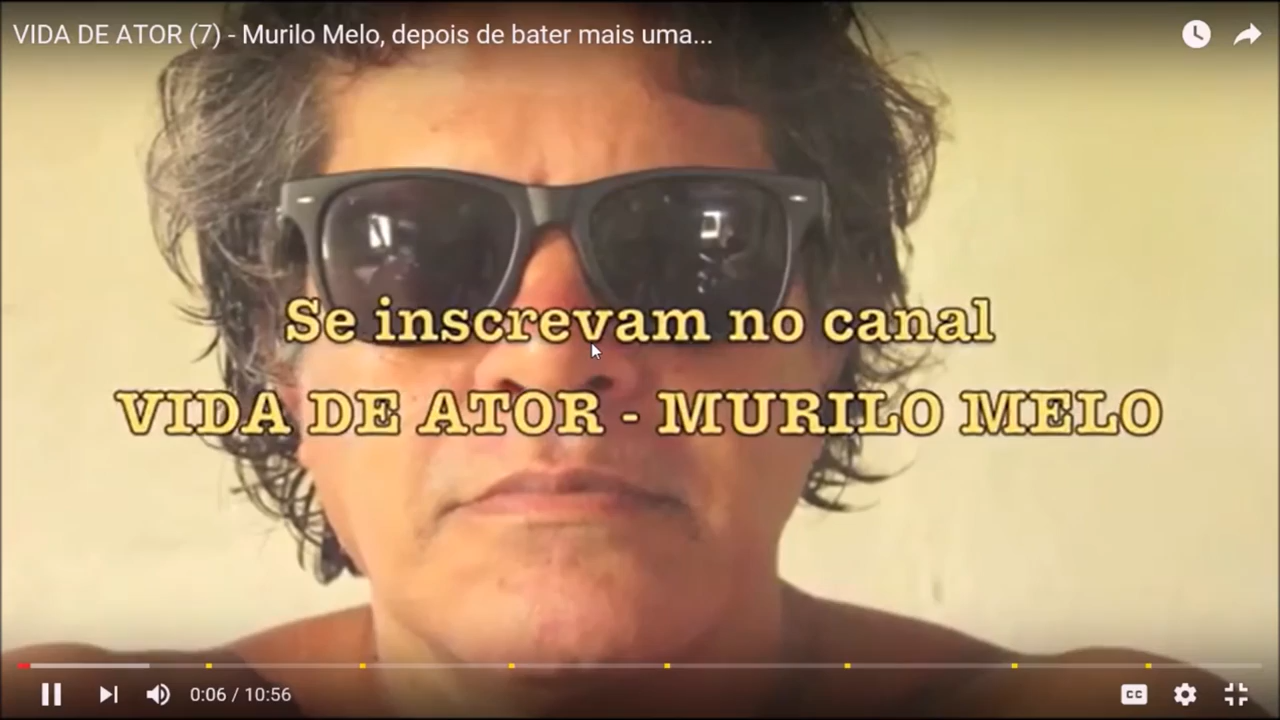 VIDA DE ATOR (7) - Murilo Melo, depois de bater mais uma...
Se inscrevam no canal
VIDA DE ATOR - MURILO MELO
0:06 / 10:56
CC